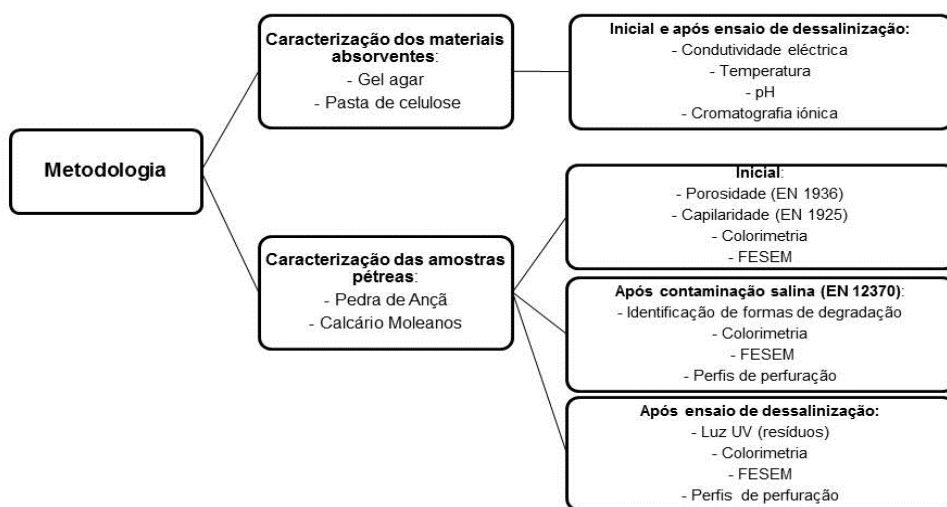 Metodologia
Caracterização dos materiais
absorventes:
- Gel agar
- Pasta de celulose
Inicial e após ensaio de dessalinização:
- Condutividade eléctrica
- Temperatura
- pH
- Cromatografia iónica
Caracterização das amostras
pétreas:
- Pedra de Ançã
- Calcário Moleanos
Inicial:
- Porosidade (EN 1936)
- Capilaridade (EN 1925)
- Colorimetria
- FESEM
Após contaminação salina (EN 12370):
- Identificação de formas de degradação
- Colorimetria
- FESEM
- Perfis de perfuração
Após ensaio de dessalinização:
- Luz UV (resíduos)
- Colorimetria
- FESEM
- Perfis de perfuração